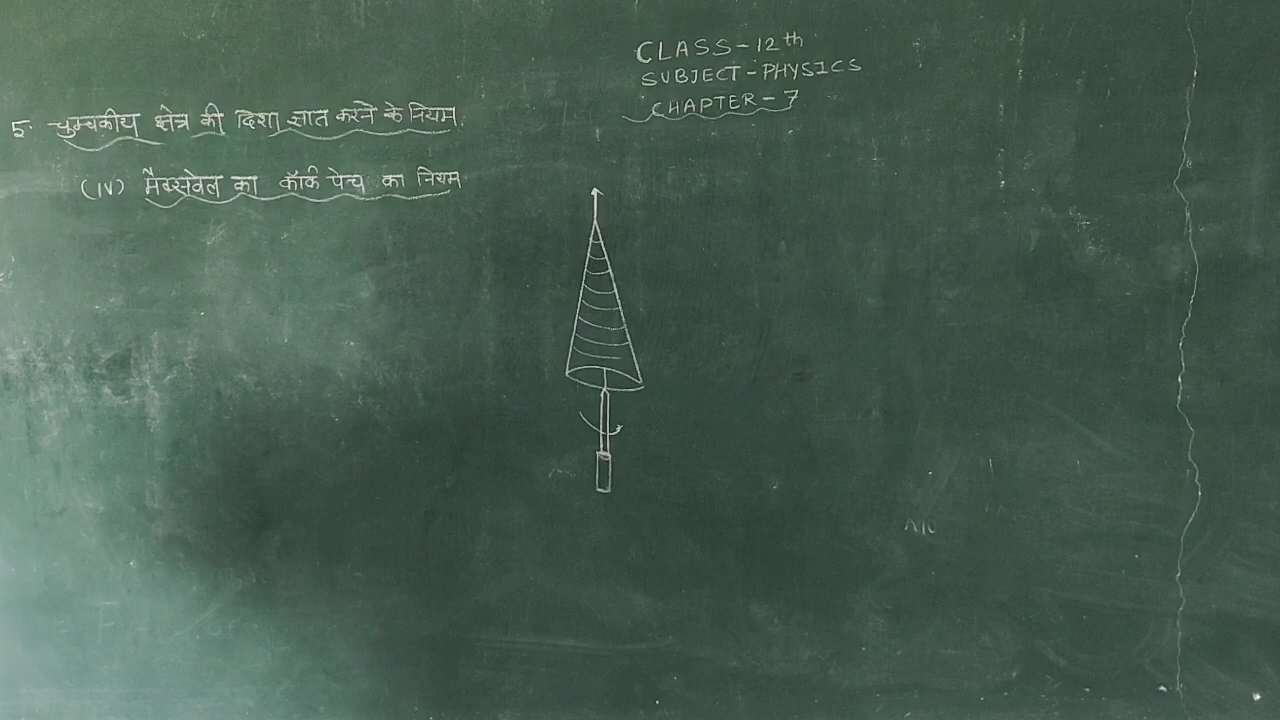 CLASS-12th
SUBJECT-PHYSICS
CHAPTER-7
5. चुम्बकीय क्षेत्र की दिशा ज्ञात करने के नियम.
(IV) मैक्सवेल का कॉर्क पेच का नियम